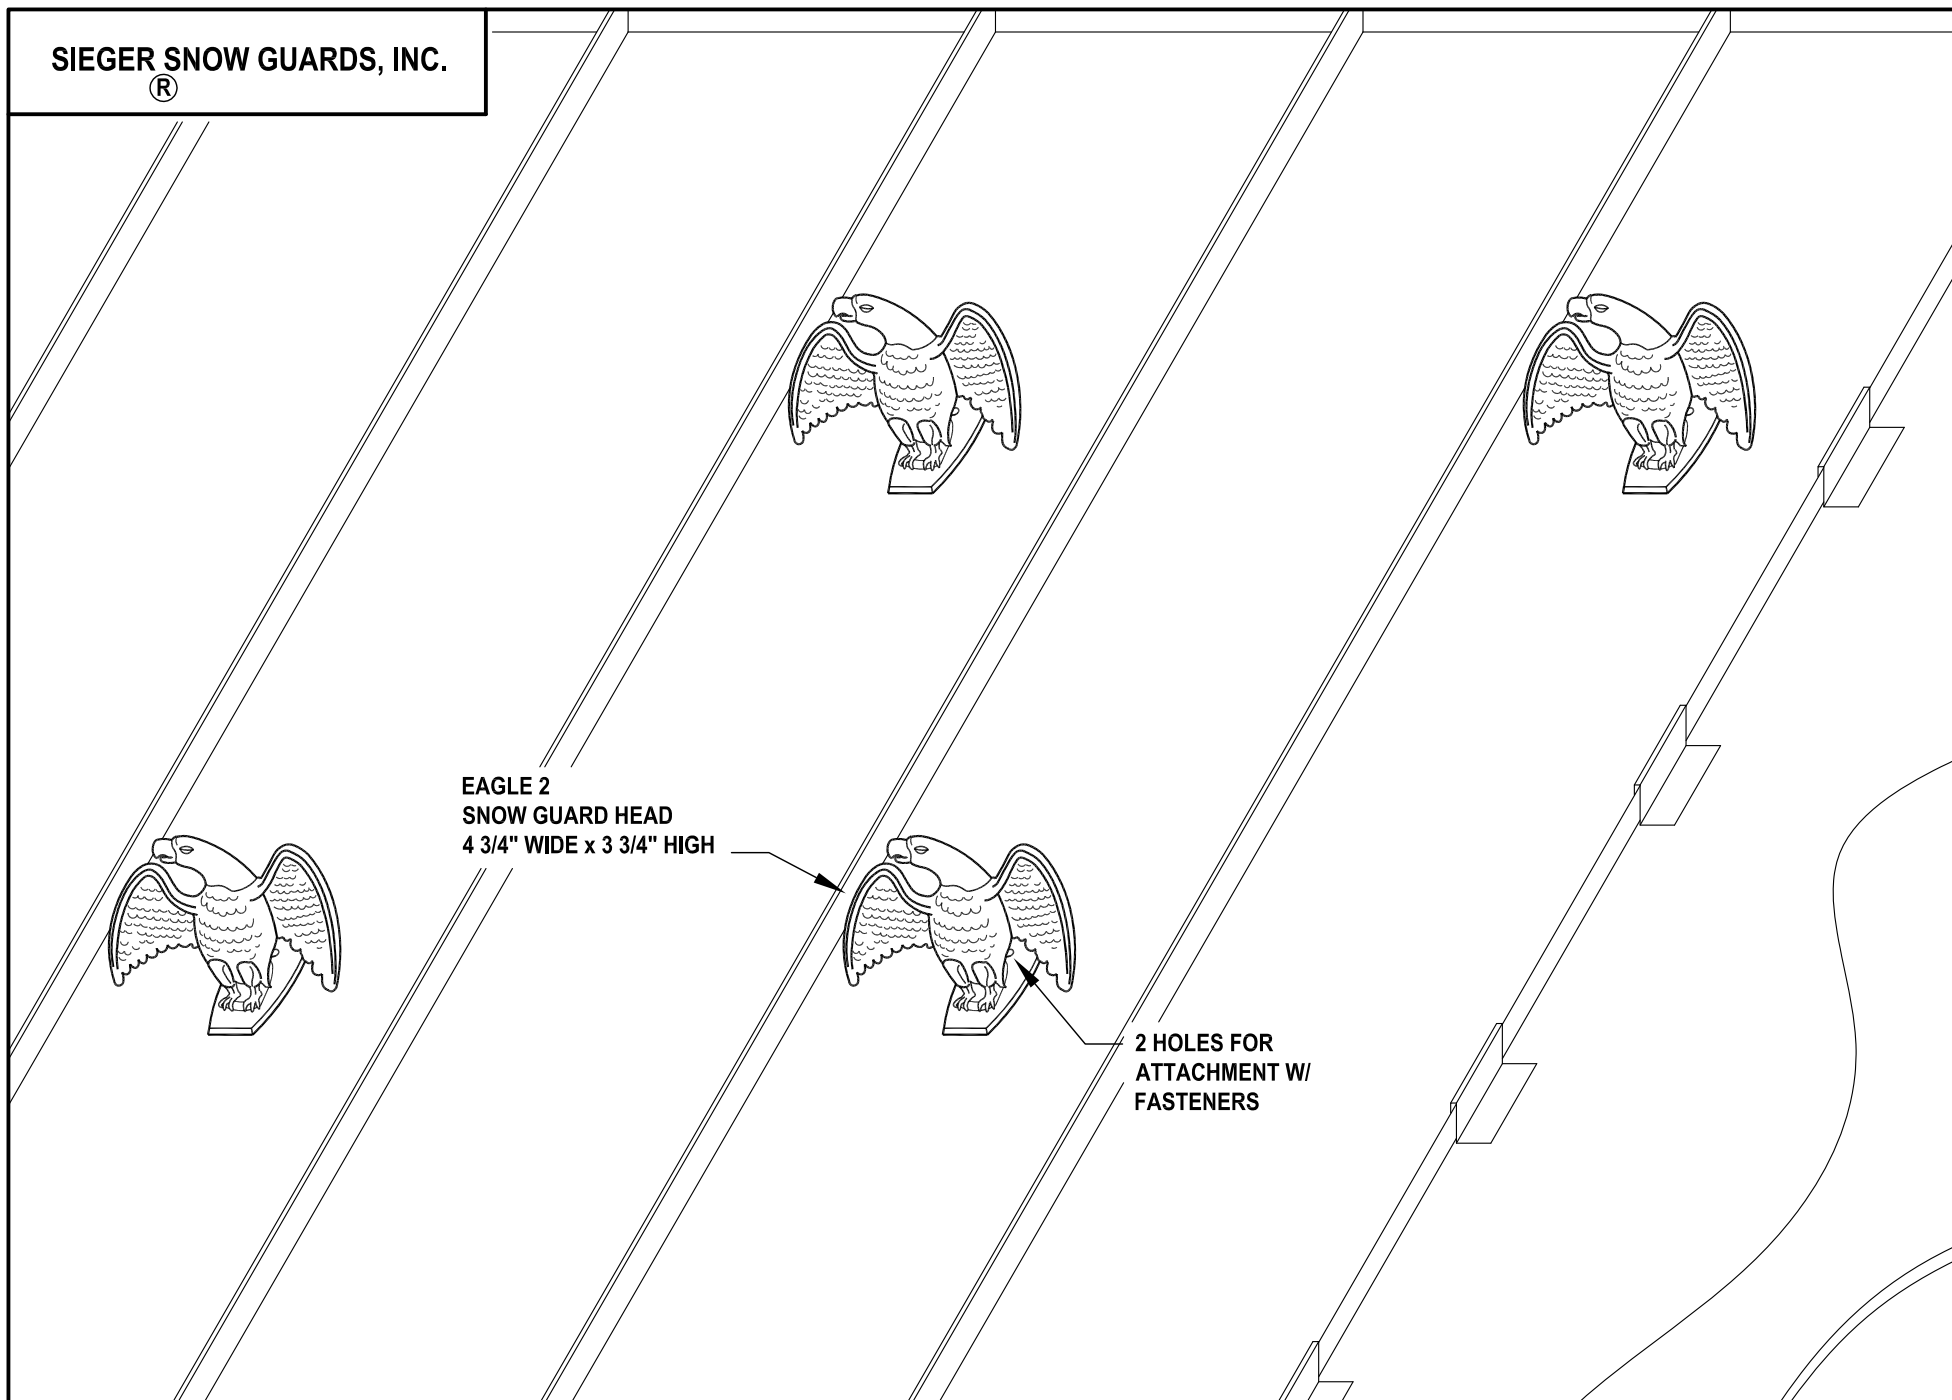 SIEGER SNOW GUARDS, INC.
®
EAGLE 2
SNOW GUARD HEAD
4 3/4" WIDE x 3 3/4" HIGH
2 HOLES FOR
ATTACHMENT W/
FASTENERS